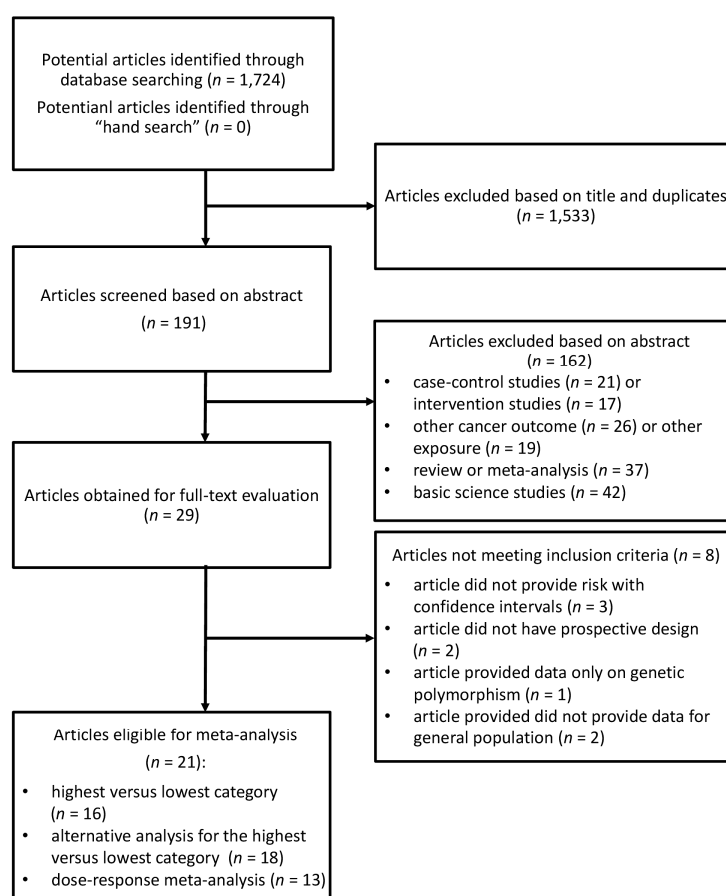 Potential articles identified through
database searching (n = 1,724)
Potentianl articles identified through
“hand search” (n = 0)
Articles excluded based on title and duplicates
(n = 1,533)
Articles screened based on abstract
(n = 191)
Articles excluded based on abstract
(n = 162)
• case-control studies (n = 21) or
intervention studies (n = 17)
• other cancer outcome (n = 26) or other
exposure (n = 19)
• review or meta-analysis (n = 37)
• basic science studies (n = 42)
Articles obtained for full-text evaluation
(n = 29)
Articles not meeting inclusion criteria (n = 8)
• article did not provide risk with
confidence intervals (n = 3)
• article did not have prospective design
(n = 2)
• article provided data only on genetic
polymorphism (n = 1)
• article provided did not provide data for
general population (n = 2)
Articles eligible for meta-analysis
(n = 21):
• highest versus lowest category
(n = 16)
• alternative analysis for the highest
versus lowest category (n = 18)
• dose-response meta-analysis (n = 13)